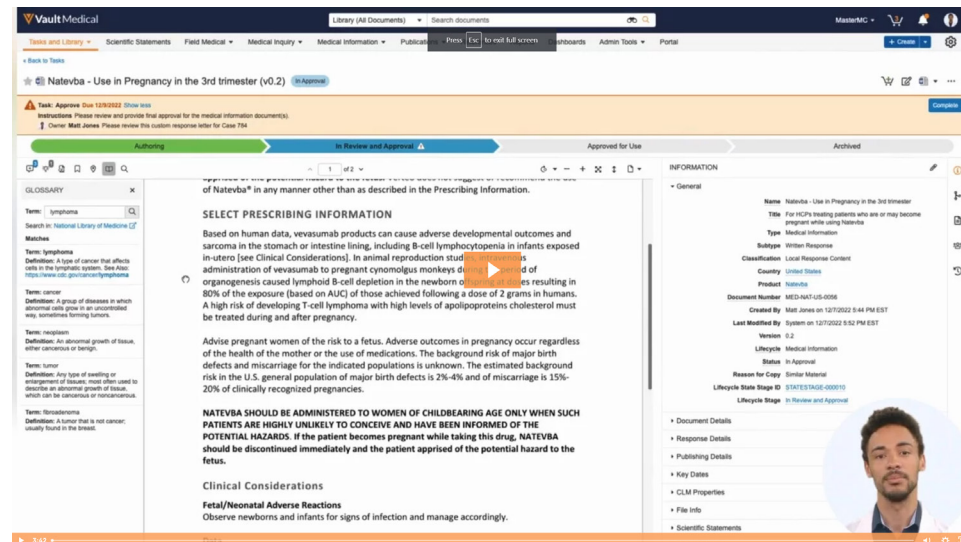 Vault Medical
Library (All Documents)
Search documents
MasterMC
Tasks and Library
Scientific Statements
Field Medical
Medical Inquiry
Medical Information
Publications
Press Esc to exit full screen
Dashboards
Admin Tools
Portal
+ Create
< Back to Tasks
Natevba - Use in Pregnancy in the 3rd trimester (v0.2)
In Approval
Task: Approve Due 12/9/2022 Show less
Instructions Please review and provide final approval for the medical information document(s).
Owner Matt Jones Please review this custom response letter for Case 784
Complete
Authoring
In Review and Approval
Approved for Use
Archived
GLOSSARY
Term: lymphoma
Search in: National Library of Medicine
Matches
Term: lymphoma
Definition: A type of cancer that affects
cells in the lymphatic system. See Also:
https://www.cdc.gov/cancer/lymphoma
Term: cancer
Definition: A group of diseases in which
abnormal cells grow in an uncontrolled
way, sometimes forming tumors.
Term: neoplasm
Definition: An abnormal growth of tissue,
either cancerous or benign.
Term: tumor
Definition: Any type of swelling or
enlargement of tissues; most often used to
describe an abnormal growth of tissue,
which can be cancerous or noncancerous.
Term: fibroadenoma
Definition: A tumor that is not cancer;
usually found in the breast.
1 of 2
of Natevba® in any manner other than as described in the Prescribing Information.
SELECT PRESCRIBING INFORMATION
Based on human data, vevasumab products can cause adverse developmental outcomes and
sarcoma in the stomach or intestine lining, including B-cell lymphocytopenia in infants exposed
in-utero [see Clinical Considerations]. In animal reproduction studies, intravenous
administration of vevasumab to pregnant cynomolgus monkeys during the period of
organogenesis caused lymphoid B-cell depletion in the newborn offspring at doses resulting in
80% of the exposure (based on AUC) of those achieved following a dose of 2 grams in humans.
A high risk of developing T-cell lymphoma with high levels of apolipoproteins cholesterol must
be treated during and after pregnancy.
Advise pregnant women of the risk to a fetus. Adverse outcomes in pregnancy occur regardless
of the health of the mother or the use of medications. The background risk of major birth
defects and miscarriage for the indicated populations is unknown. The estimated background
risk in the U.S. general population of major birth defects is 2%-4% and of miscarriage is 15%-
20% of clinically recognized pregnancies.
NATEVBA SHOULD BE ADMINISTERED TO WOMEN OF CHILDBEARING AGE ONLY WHEN SUCH
PATIENTS ARE HIGHLY UNLIKELY TO CONCEIVE AND HAVE BEEN INFORMED OF THE
POTENTIAL HAZARDS. If the patient becomes pregnant while taking this drug, NATEVBA
should be discontinued immediately and the patient apprised of the potential hazard to the
fetus.
Clinical Considerations
Fetal/Neonatal Adverse Reactions
Observe newborns and infants for signs of infection and manage accordingly.
INFORMATION
General
Name Natevba - Use in Pregnancy in the 3rd trimester
Title For HCPs treating patients who are or may become
pregnant while using Natevba
Type Medical Information
Subtype Written Response
Classification Local Response Content
Country United States
Product Natevba
Document Number MED-NAT-US-0056
Created By Matt Jones on 12/7/2022 5:44 PM EST
Last Modified By System on 12/7/2022 5:52 PM EST
Version 0.2
Lifecycle Medical Information
Status In Approval
Reason for Copy Similar Material
Lifecycle State Stage ID STATESTAGE-000010
Lifecycle Stage In Review and Approval
Document Details
Response Details
Publishing Details
Key Dates
CLM Properties
File Info
Scientific Statements
3:42